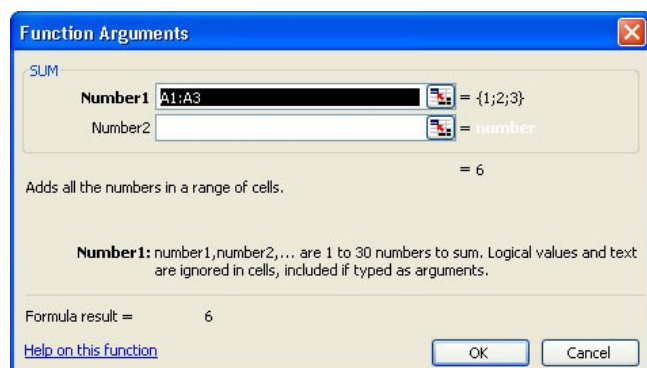 Function Arguments
SUM
Number1 A1:A3 = {1;2;3}
Number2 = number
= 6
Adds all the numbers in a range of cells.
Number1: number1,number2,... are 1 to 30 numbers to sum. Logical values and text
are ignored in cells, included if typed as arguments.
Formula result = 6
Help on this function OK Cancel